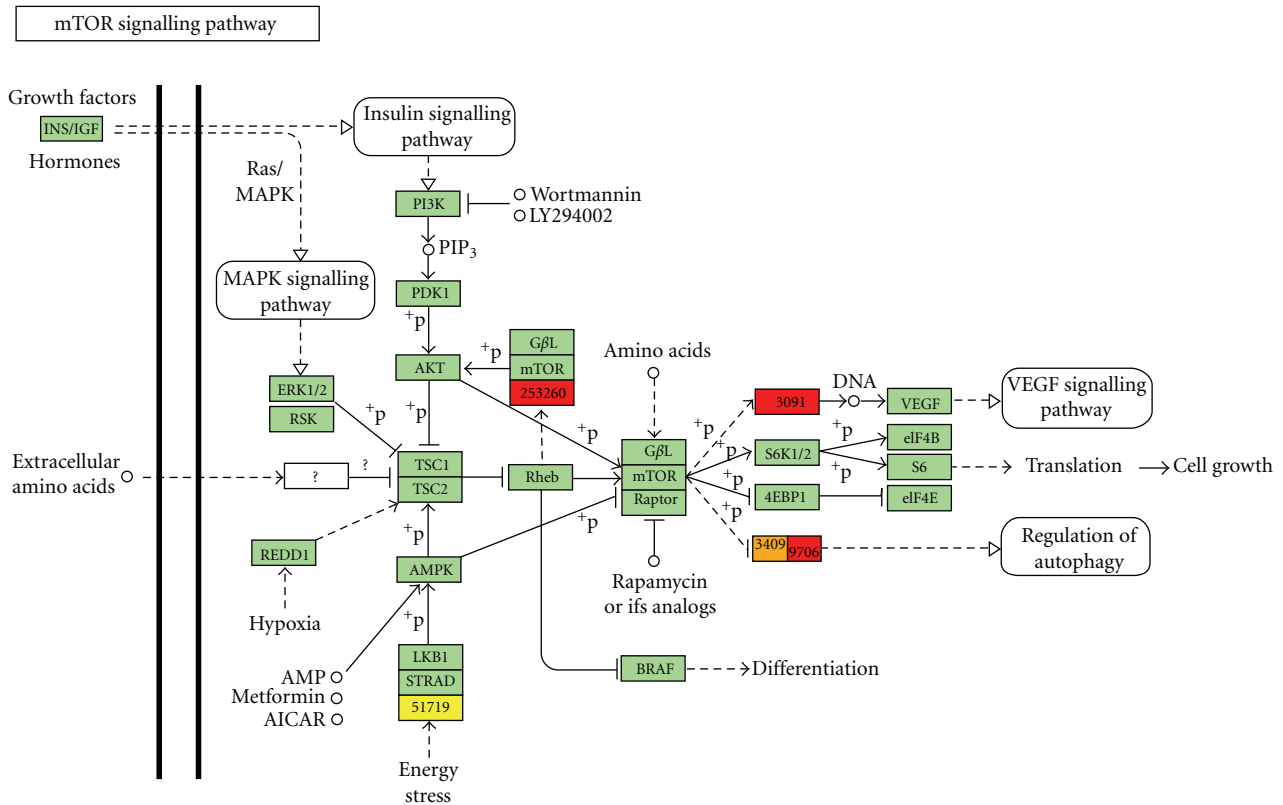 mTOR signalling pathway
Growth factors
INS/IGF
Hormones
Insulin signalling
pathway
Ras/
MAPK
PI3K
Wortmannin
LY294002
PIP3
MAPK signalling
pathway
PDK1
+p
GβL
mTOR
253260
+p
AKT
Amino acids
ERK1/2
RSK
+p
+p
+p
3091
DNA
VEGF
VEGF signalling
pathway
+p
GβL
mTOR
Raptor
+p
S6K1/2
+p
eIF4B
S6
+p
Translation
Cell growth
Extracellular
amino acids
?
?
TSC1
TSC2
Rheb
4EBP1
eIF4E
+p
+p
+p
REDD1
AMPK
3409
9706
Regulation of
autophagy
Hypoxia
Rapamycin
or ifs analogs
+p
LKB1
STRAD
51719
AMP
Metformin
AICAR
BRAF
Differentiation
Energy
stress